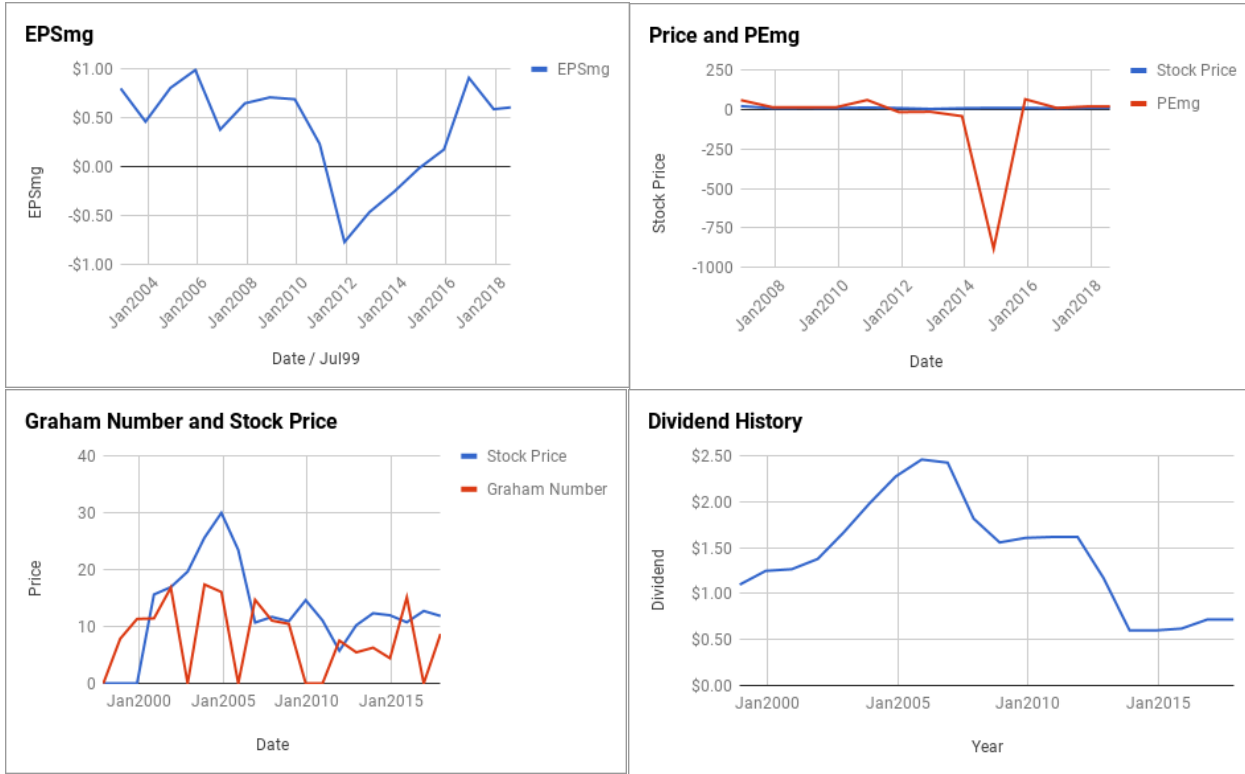 EPSmg
EPSmg
$1.00
$0.50
$0.00
-$0.50
-$1.00
EPSmg
Jan2004
Jan2006
Jan2008
Jan2010
Jan2012
Jan2014
Jan2016
Jan2018
Date / Jul99
Price and PEmg
Stock Price
PEmg
250
0
-250
-500
-750
-1000
Stock Price
Jan2008
Jan2010
Jan2012
Jan2014
Jan2016
Jan2018
Date
Graham Number and Stock Price
Stock Price
Graham Number
40
30
20
10
0
Price
Jan2000
Jan2005
Jan2010
Jan2015
Date
Dividend History
$2.50
$2.00
$1.50
$1.00
$0.50
$0.00
Dividend
Jan2000
Jan2005
Jan2010
Jan2015
Year